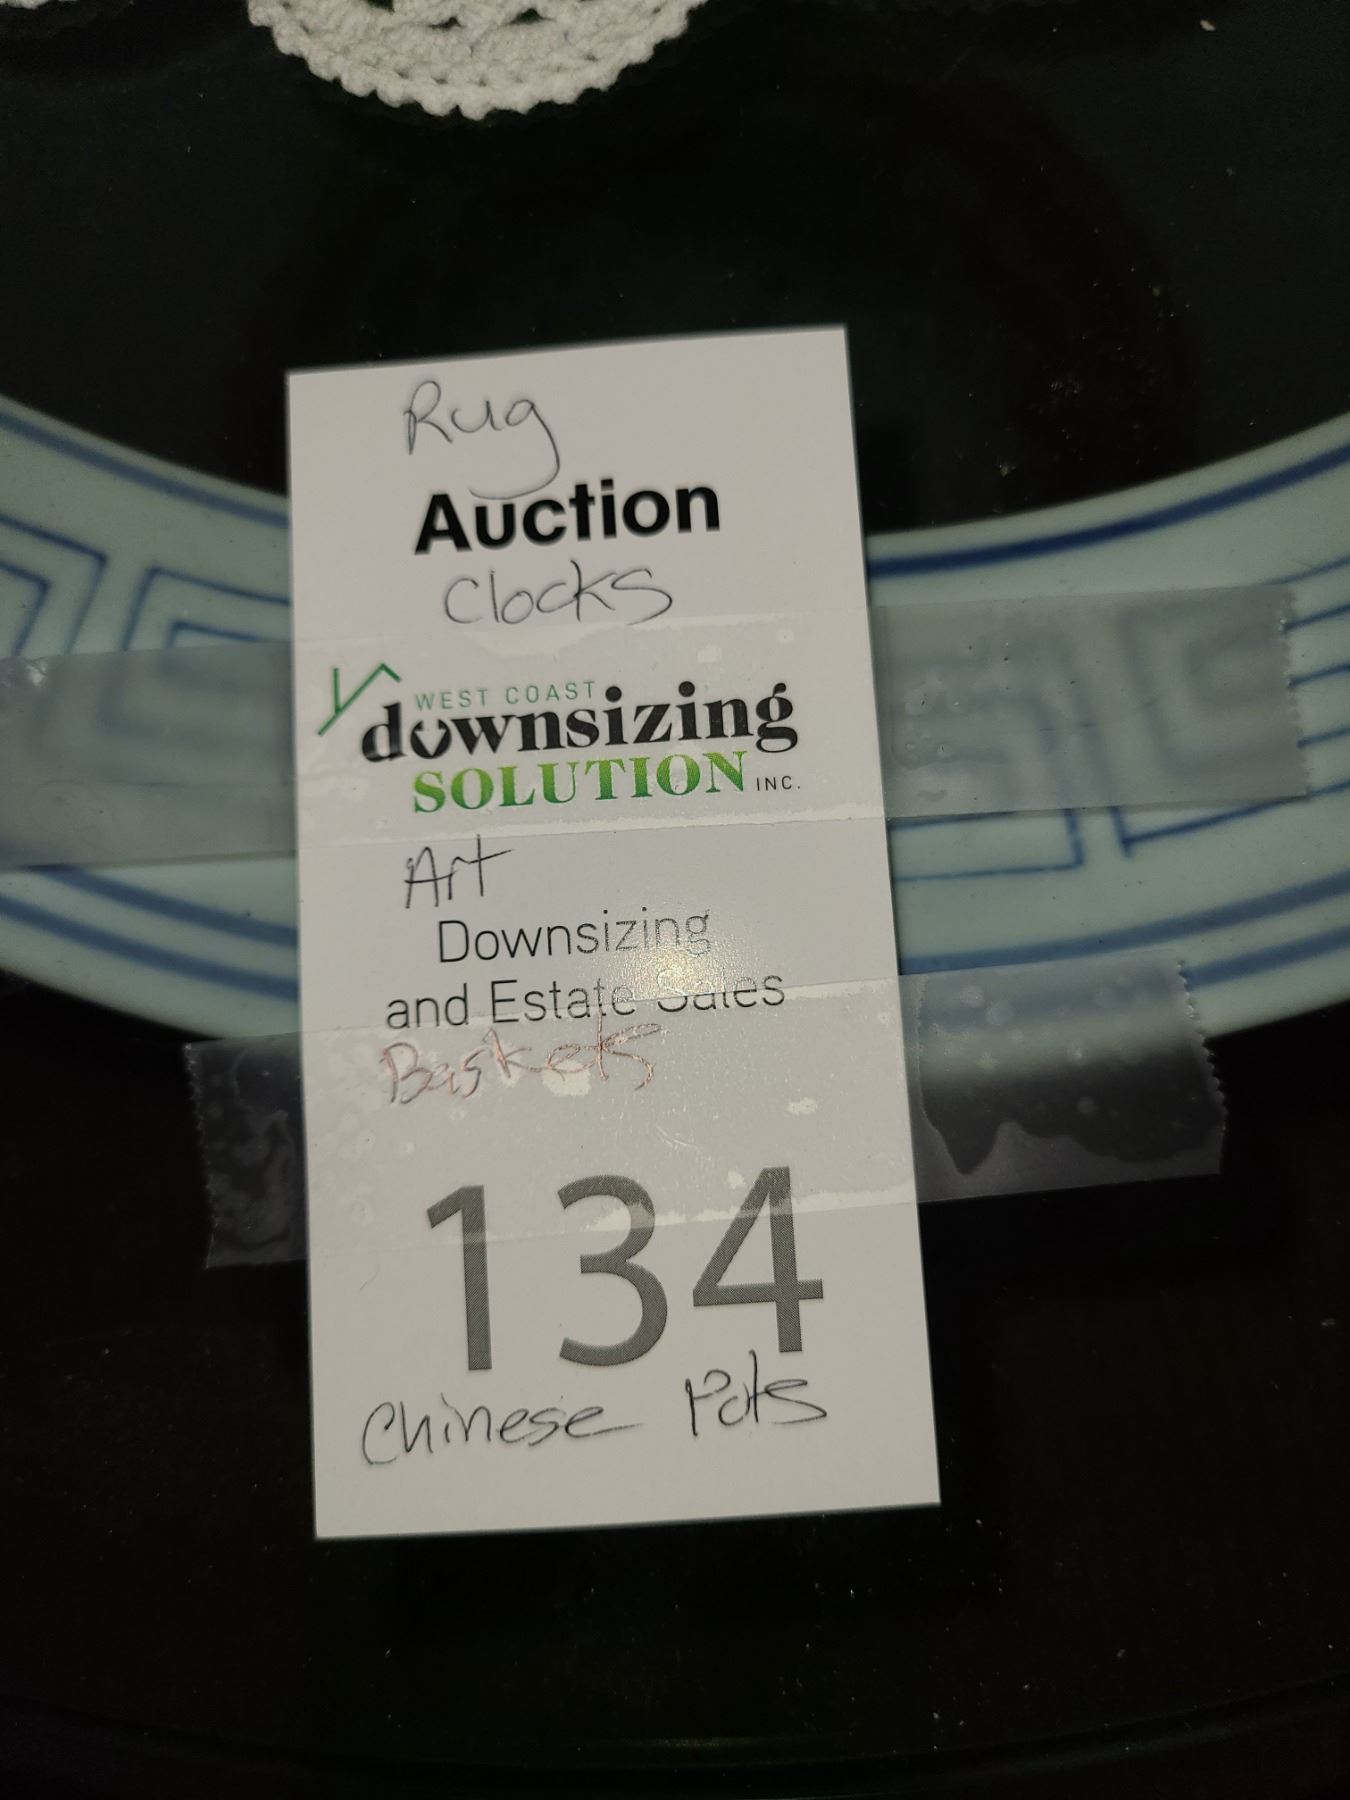 Rug
Auction
Clocks
WEST COAST
downsizing
SOLUTION INC.
Art
Downsizing
and Estate Sales
Baskets
134
Chinese Pots